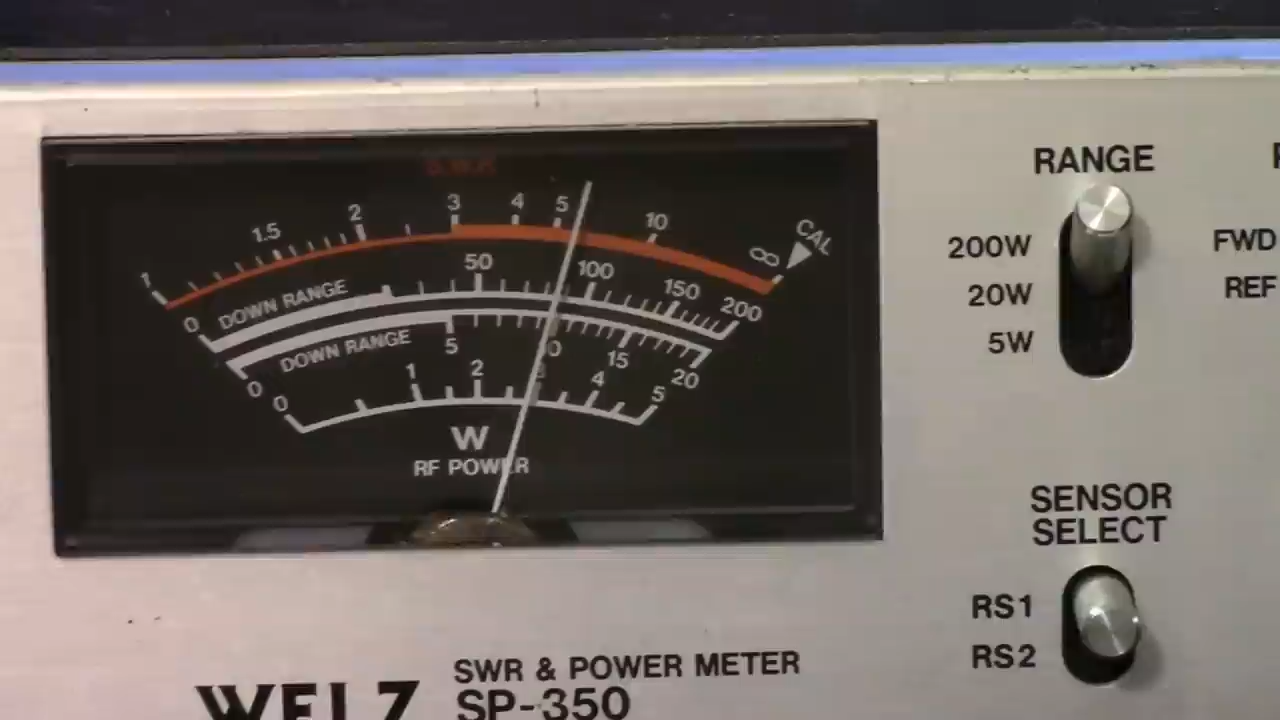 S.W.R
1 1.5 2 3 4 5 10 ∞ CAL
0 DOWN RANGE 50 100 150 200
0 DOWN RANGE 5 10 15 20
0 1 2 3 4 5
W
RF POWER
RANGE
200W
20W
5W
FWD
REF
SENSOR
SELECT
RS1
RS2
SWR & POWER METER
WELZ SP-350